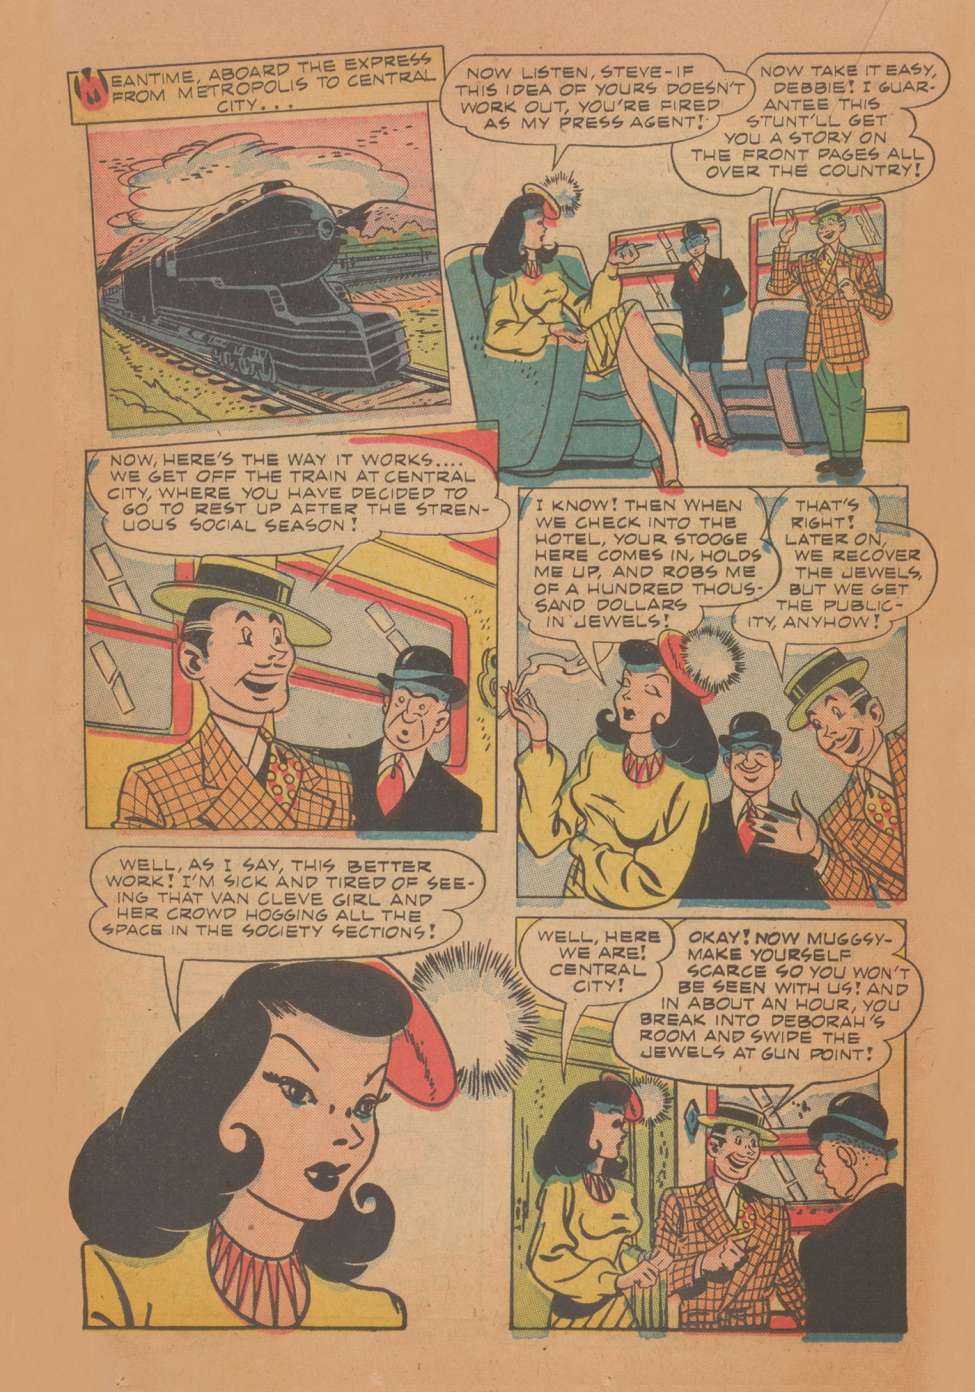 MEANTIME, ABOARD THE EXPRESS
FROM METROPOLIS TO CENTRAL
CITY...
NOW LISTEN, STEVE-IF
THIS IDEA OF YOURS DOESN'T
WORK OUT, YOU'RE FIRED
AS MY PRESS AGENT!
NOW TAKE IT EASY,
DEBBIE! I GUAR-
ANTEE THIS
STUNT'LL GET
YOU A STORY ON
THE FRONT PAGES ALL
OVER THE COUNTRY!
NOW, HERE'S THE WAY IT WORKS....
WE GET OFF THE TRAIN AT CENTRAL
CITY, WHERE YOU HAVE DECIDED TO
GO TO REST UP AFTER THE STREN-
UOUS SOCIAL SEASON!
I KNOW! THEN WHEN
WE CHECK INTO THE
HOTEL, YOUR STOOGE
HERE COMES IN, HOLDS
ME UP, AND ROBS ME
OF A HUNDRED THOUS-
SAND DOLLARS
IN JEWELS!
THAT'S
RIGHT!
LATER ON,
WE RECOVER
THE JEWELS,
BUT WE GET
THE PUBLIC-
ITY, ANYHOW!
WELL, AS I SAY, THIS BETTER
WORK! I'M SICK AND TIRED OF SEE-
ING THAT VAN CLEVE GIRL AND
HER CROWD HOGGING ALL THE
SPACE IN THE SOCIETY SECTIONS!
WELL, HERE
WE ARE!
CENTRAL
CITY!
OKAY! NOW MUGGSY-
MAKE YOURSELF
SCARCE SO YOU WON'T
BE SEEN WITH US! AND
IN ABOUT AN HOUR, YOU
BREAK INTO DEBORAH'S
ROOM AND SWIPE THE
JEWELS AT GUN POINT!